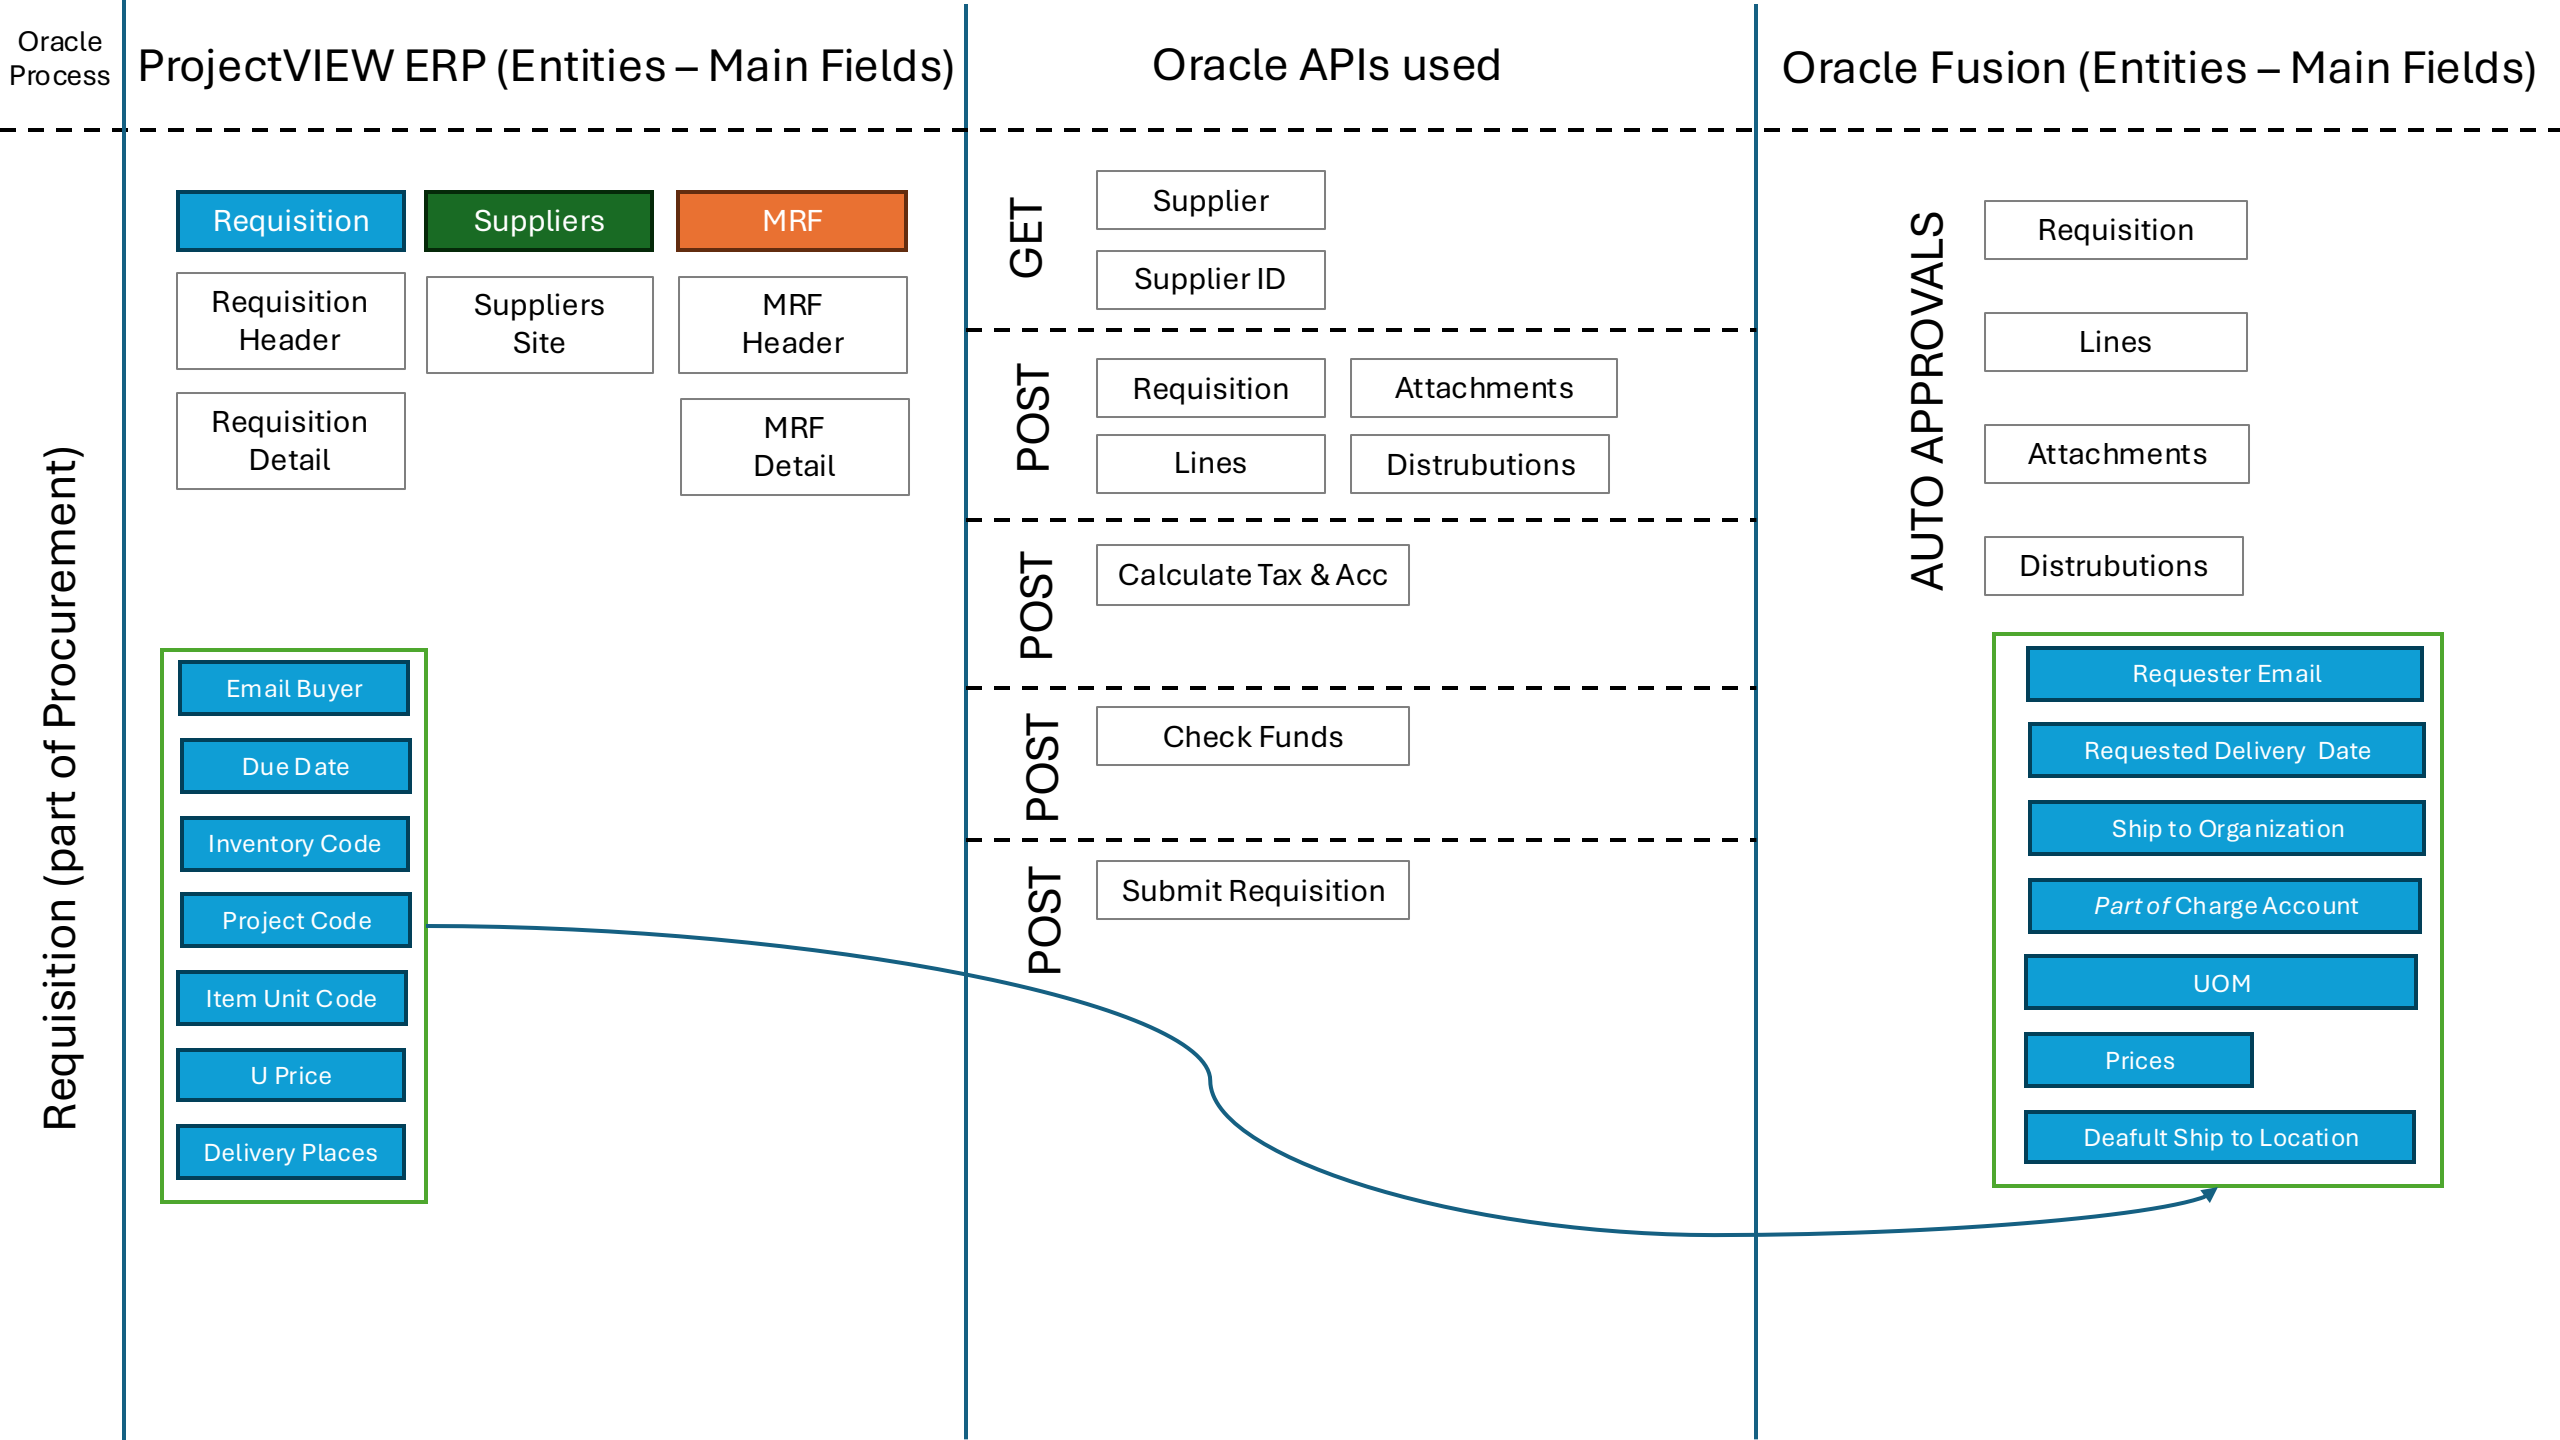 Oracle
Process
ProjectVIEW ERP (Entities – Main Fields)
Oracle APIs used
Oracle Fusion (Entities – Main Fields)
Requisition (part of Procurement)
Requisition
Suppliers
MRF
Requisition
Header
Suppliers
Site
MRF
Header
Requisition
Detail
MRF
Detail
Email Buyer
Due Date
Inventory Code
Project Code
Item Unit Code
U Price
Delivery Places
GET
Supplier
Supplier ID
POST
Requisition
Attachments
Lines
Distrubutions
POST
Calculate Tax & Acc
POST
Check Funds
POST
Submit Requisition
AUTO APPROVALS
Requisition
Lines
Attachments
Distrubutions
Requester Email
Requested Delivery Date
Ship to Organization
Part of Charge Account
UOM
Prices
Deafult Ship to Location